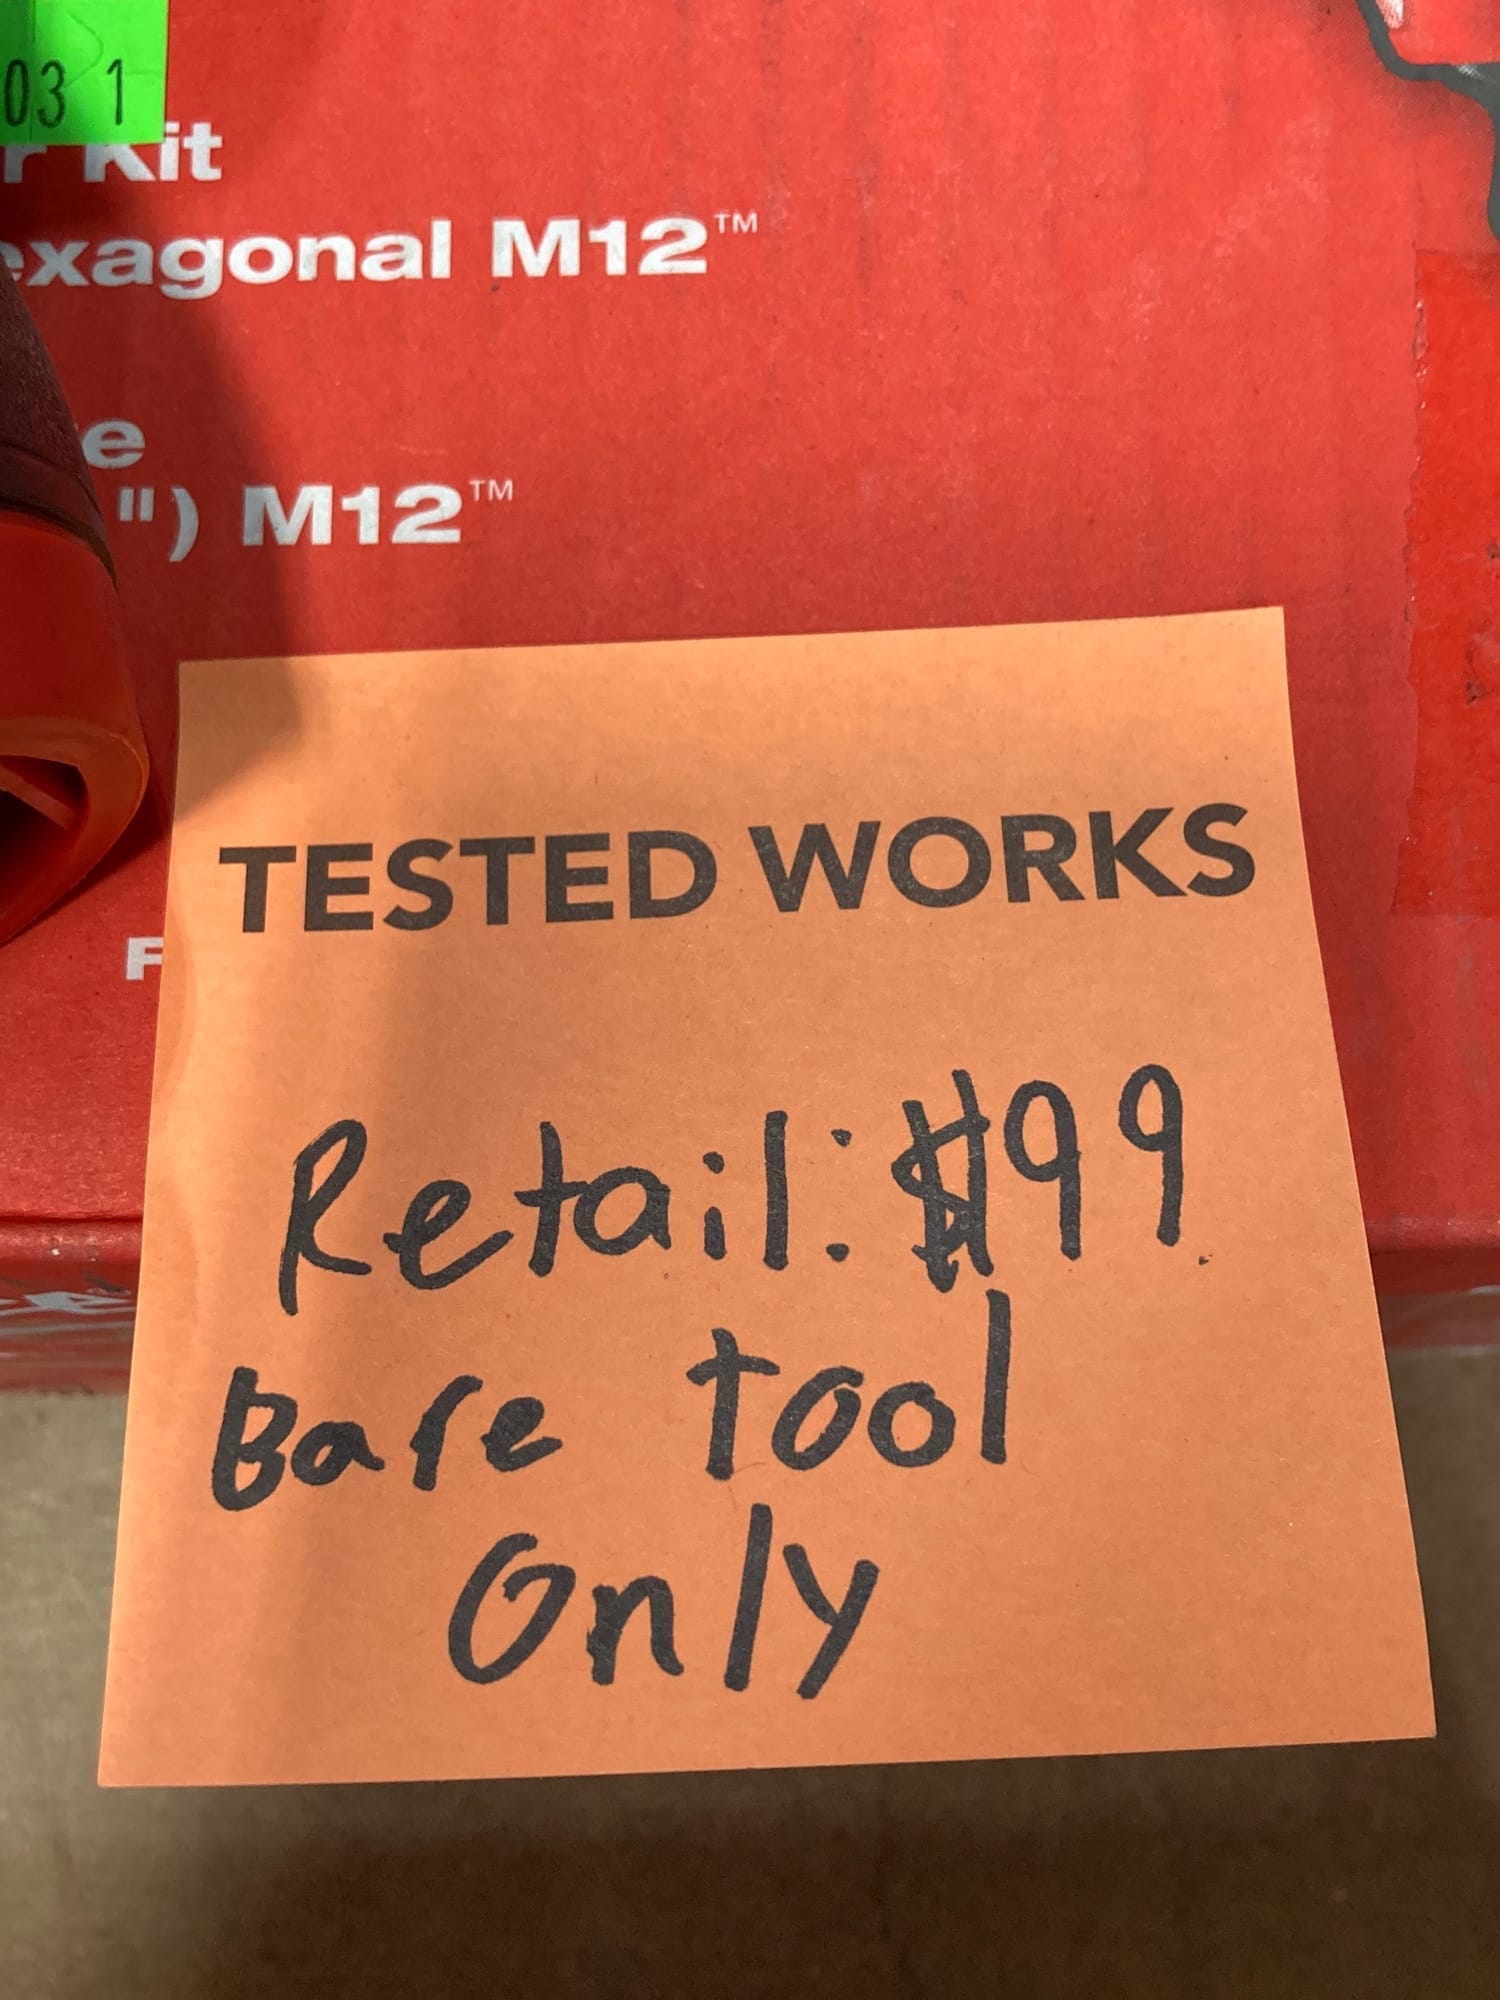 03 1
r Kit
exagonal M12™
e
") M12™
TESTED WORKS
F
Retail: $99
Bare tool
Only